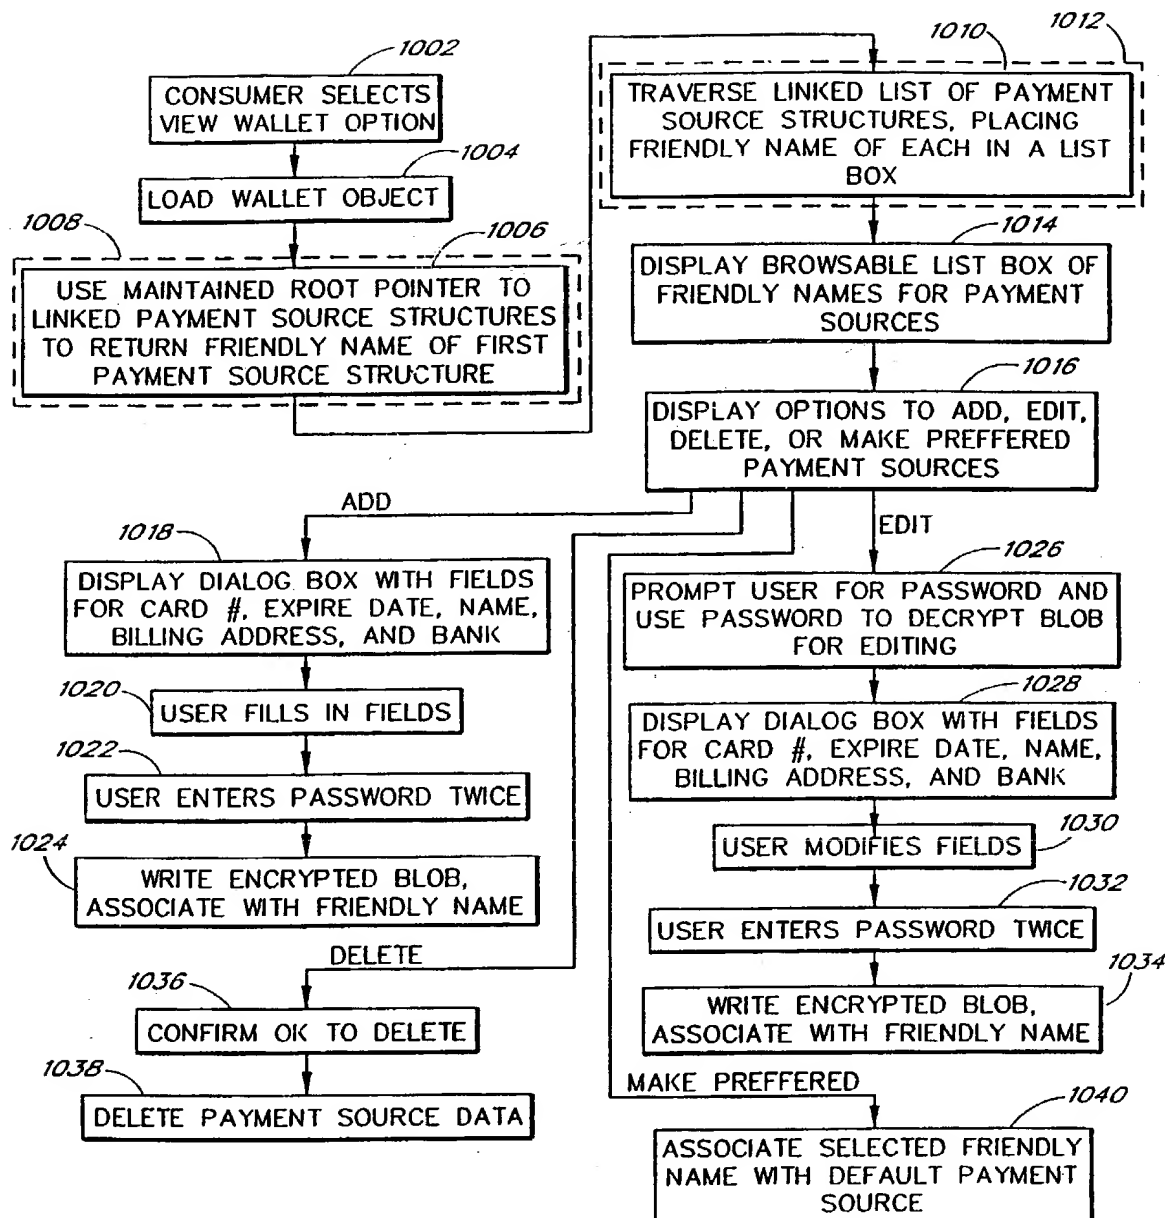 1002
CONSUMER SELECTS
VIEW WALLET OPTION
1004
LOAD WALLET OBJECT
1008
1006
USE MAINTAINED ROOT POINTER TO
LINKED PAYMENT SOURCE STRUCTURES
TO RETURN FRIENDLY NAME OF FIRST
PAYMENT SOURCE STRUCTURE
1010
1012
TRAVERSE LINKED LIST OF PAYMENT
SOURCE STRUCTURES, PLACING
FRIENDLY NAME OF EACH IN A LIST
BOX
1014
DISPLAY BROWSABLE LIST BOX OF
FRIENDLY NAMES FOR PAYMENT
SOURCES
1016
DISPLAY OPTIONS TO ADD, EDIT,
DELETE, OR MAKE PREFFERED
PAYMENT SOURCES
ADD
1018
DISPLAY DIALOG BOX WITH FIELDS
FOR CARD #, EXPIRE DATE, NAME,
BILLING ADDRESS, AND BANK
1020
USER FILLS IN FIELDS
1022
USER ENTERS PASSWORD TWICE
1024
WRITE ENCRYPTED BLOB,
ASSOCIATE WITH FRIENDLY NAME
EDIT
1026
PROMPT USER FOR PASSWORD AND
USE PASSWORD TO DECRYPT BLOB
FOR EDITING
1028
DISPLAY DIALOG BOX WITH FIELDS
FOR CARD #, EXPIRE DATE, NAME,
BILLING ADDRESS, AND BANK
1030
USER MODIFIES FIELDS
1032
USER ENTERS PASSWORD TWICE
1034
WRITE ENCRYPTED BLOB,
ASSOCIATE WITH FRIENDLY NAME
DELETE
1036
CONFIRM OK TO DELETE
1038
DELETE PAYMENT SOURCE DATA
MAKE PREFFERED
1040
ASSOCIATE SELECTED FRIENDLY
NAME WITH DEFAULT PAYMENT
SOURCE